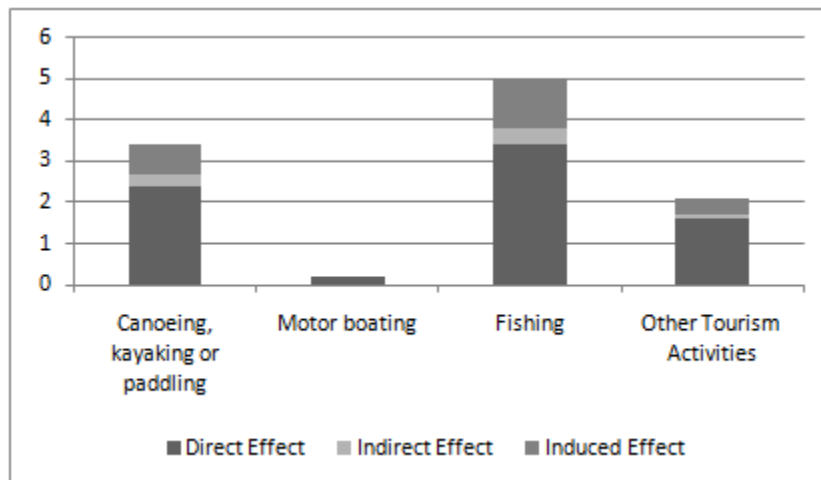 6
5
4
3
2
1
0
Canoeing,
kayaking or
paddling
Motor boating
Fishing
Other Tourism
Activities
Direct Effect
Indirect Effect
Induced Effect